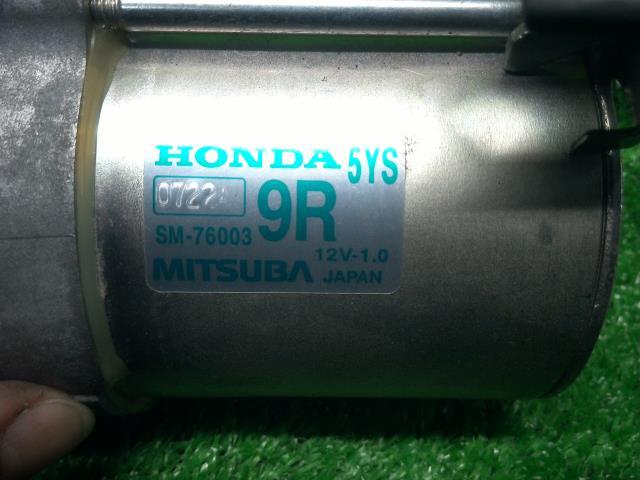 HONDA 5YS
0722
9R
SM-76003
12V-1.0
MITSUBA JAPAN